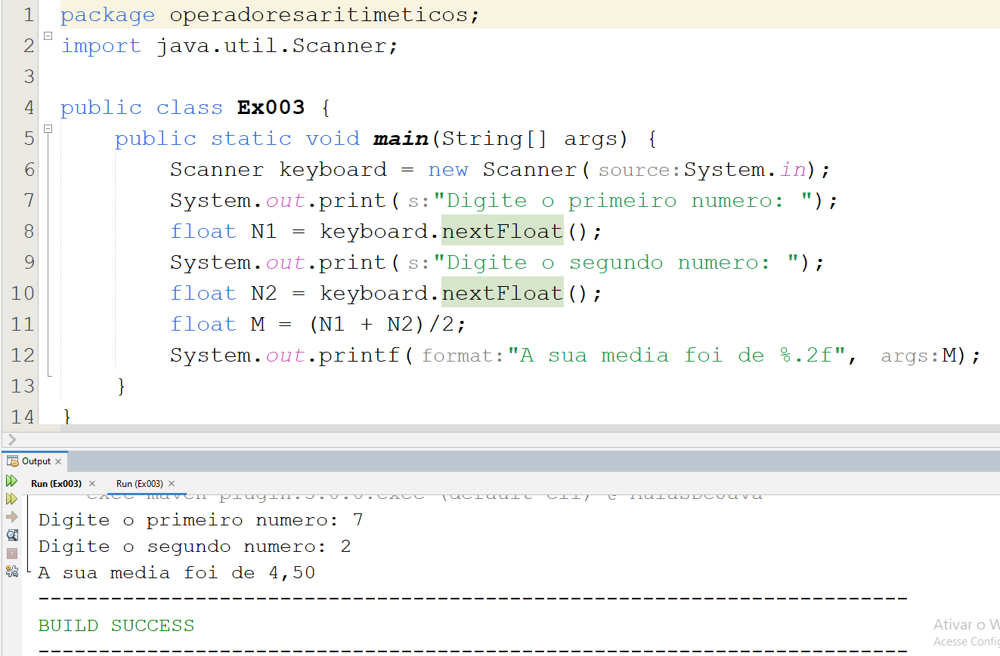 1 package operadoresaritimeticos;
2 import java.util.Scanner;
3
4 public class Ex003 {
5 public static void main(String[] args) {
6 Scanner keyboard = new Scanner( source:System.in);
7 System.out.print( s:"Digite o primeiro numero: ");
8 float N1 = keyboard.nextFloat();
9 System.out.print( s:"Digite o segundo numero: ");
10 float N2 = keyboard.nextFloat();
11 float M = (N1 + N2)/2;
12 System.out.printf( format:"A sua media foi de %.2f", args:M);
13 }
14 }
Output
Run (Ex003) Run (Ex003)
Digite o primeiro numero: 7
Digite o segundo numero: 2
A sua media foi de 4,50
------------------------------------------------------------------------
BUILD SUCCESS
------------------------------------------------------------------------
Ativar o W
Acesse Config